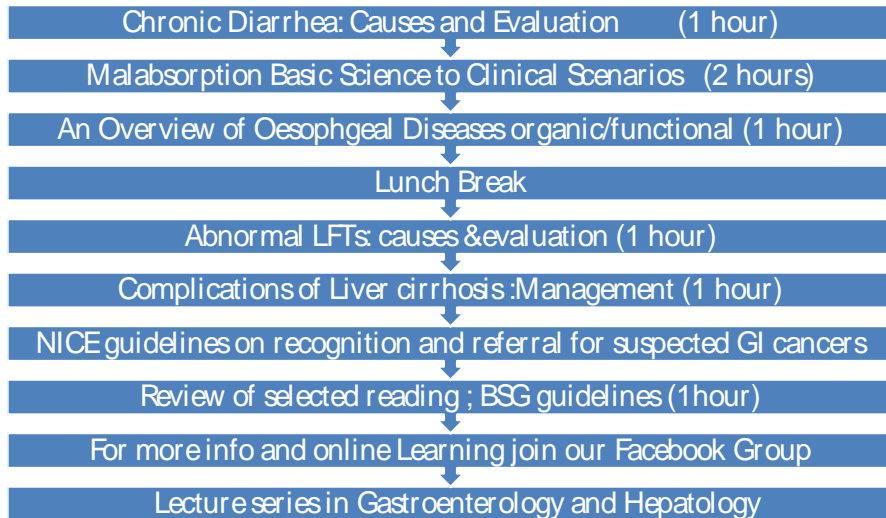 Chronic Diarrhea: Causes and Evaluation (1 hour)
Malabsorption Basic Science to Clinical Scenarios (2 hours)
An Overview of Oesophgeal Diseases organic/functional (1 hour)
Lunch Break
Abnormal LFTs: causes & evaluation (1 hour)
Complications of Liver cirrhosis : Management (1 hour)
NICE guidelines on recognition and referral for suspected GI cancers
Review of selected reading ; BSG guidelines (1hour)
For more info and online Learning join our Facebook Group
Lecture series in Gastroenterology and Hepatology